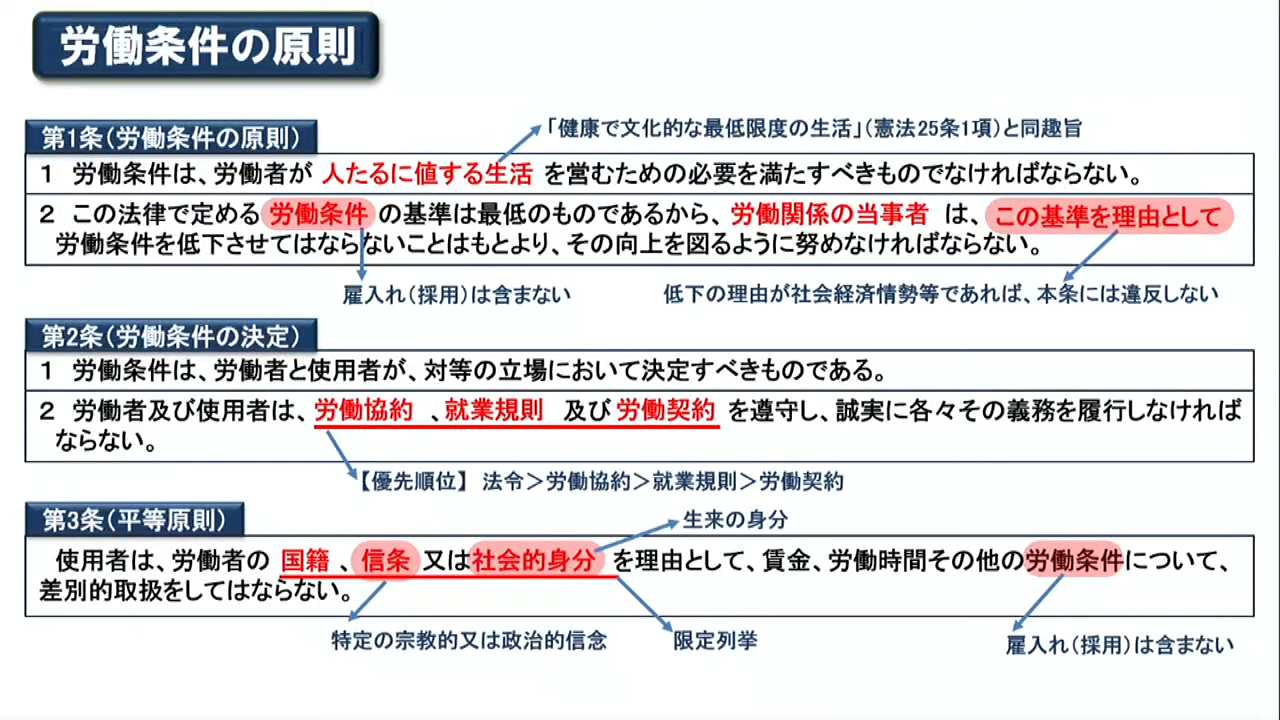 労働条件の原則
第1条(労働条件の原則)
「健康で文化的な最低限度の生活」(憲法25条1項)と同趣旨
1 労働条件は、労働者が 人たるに値する生活 を営むための必要を満たすべきものでなければならない。
2 この法律で定める 労働条件 の基準は最低のものであるから、労働関係の当事者 は、この基準を理由として
労働条件を低下させてはならないことはもとより、その向上を図るように努めなければならない。
雇入れ(採用)は含まない
低下の理由が社会経済情勢等であれば、本条には違反しない
第2条(労働条件の決定)
1 労働条件は、労働者と使用者が、対等の立場において決定すべきものである。
2 労働者及び使用者は、労働協約 、就業規則 及び 労働契約 を遵守し、誠実に各々その義務を履行しなければ
ならない。
【優先順位】 法令>労働協約>就業規則>労働契約
第3条(平等原則)
生来の身分
使用者は、労働者の 国籍 、信条 又は社会的身分 を理由として、賃金、労働時間その他の労働条件について、
差別的取扱をしてはならない。
特定の宗教的又は政治的信念
限定列挙
雇入れ(採用)は含まない